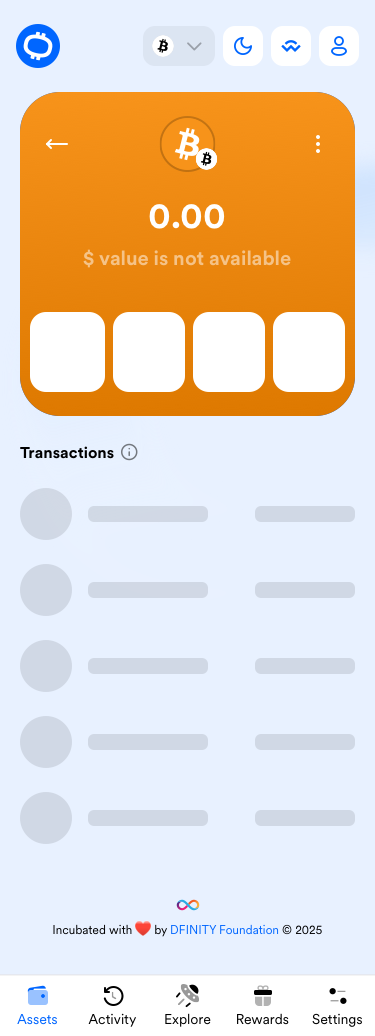 0.00
$ value is not available
Transactions
Incubated with ❤️ by DFINITY Foundation © 2025
Assets
Activity
Explore
Rewards
Settings